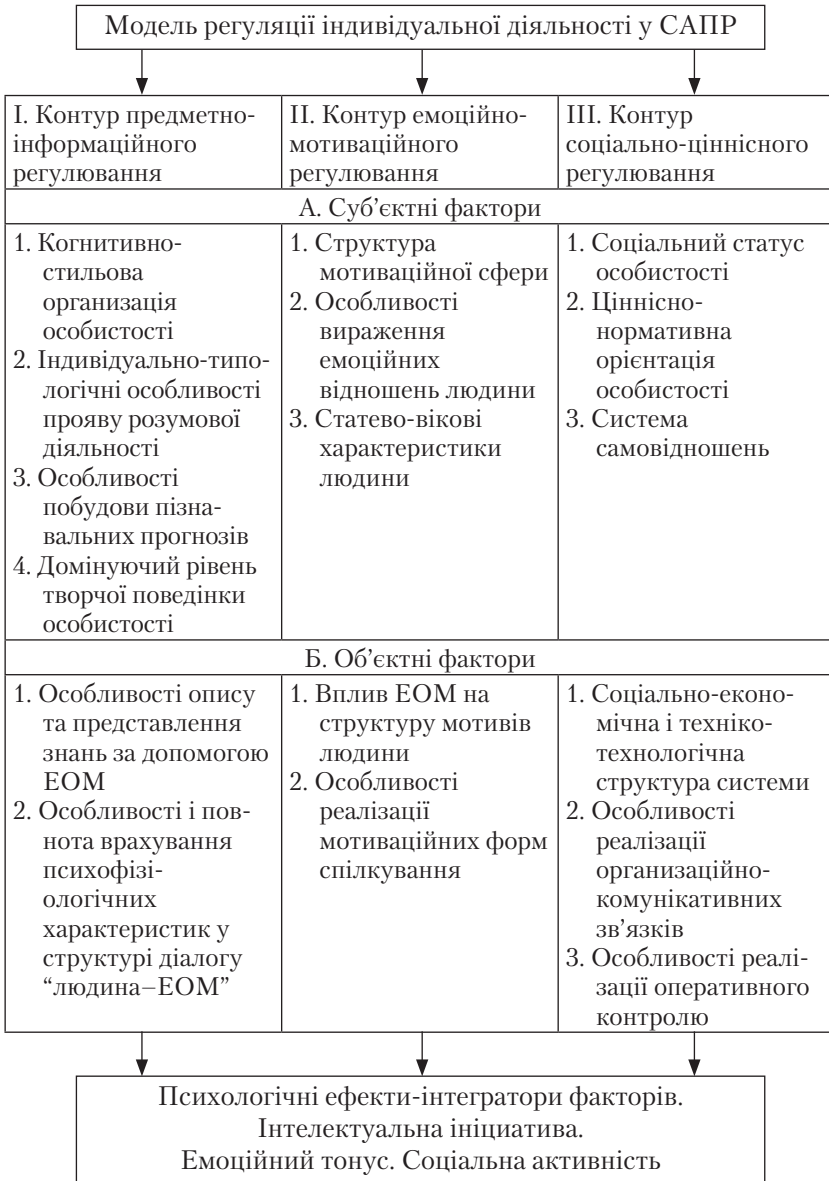 Модель регуляції індивідуальної діяльності у САПР
I. Контур предметно-
інформаційного
регулювання
II. Контур емоційно-
мотиваційного
регулювання
III. Контур
соціально-ціннісного
регулювання
А. Суб’єктні фактори
1. Когнитивно-
стильова
организація
особистості
2. Індивідуально-типо-
логічні особливості
прояву розумової
діяльності
3. Особливості
побудови пізна-
вальних прогнозів
4. Домінуючий рівень
творчої поведінки
особистості
1. Структура
мотиваційної сфери
2. Особливості
вираження
емоційних
відношень людини
3. Статево-вікові
характеристики
людини
1. Соціальний статус
особистості
2. Ціннісно-
нормативна
орієнтація
особистості
3. Система
самовідношень
Б. Об’єктні фактори
1. Особливості опису
та представлення
знань за допомогою
ЕОМ
2. Особливості і пов-
нота врахування
психофізі-
ологічних
характеристик у
структурі діалогу
“людина–ЕОМ”
1. Вплив ЕОМ на
структуру мотивів
людини
2. Особливості
реалізації
мотиваційних форм
спілкування
1. Соціально-еконо-
мічна і техніко-
технологічна
структура системи
2. Особливості
реалізації
организаційно-
комунікативних
зв’язків
3. Особливості реалі-
зації оперативного
контролю
Психологічні ефекти-інтегратори факторів.
Інтелектуальна ініциатива.
Емоційний тонус. Соціальна активність